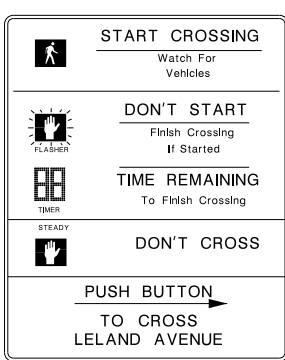 START CROSSING
Watch For
Vehicles
DON'T START
Finish Crossing
If Started
FLASHER
88
TIME REMAINING
To Finish Crossing
TIMER
STEADY
DON'T CROSS
PUSH BUTTON
TO CROSS
LELAND AVENUE